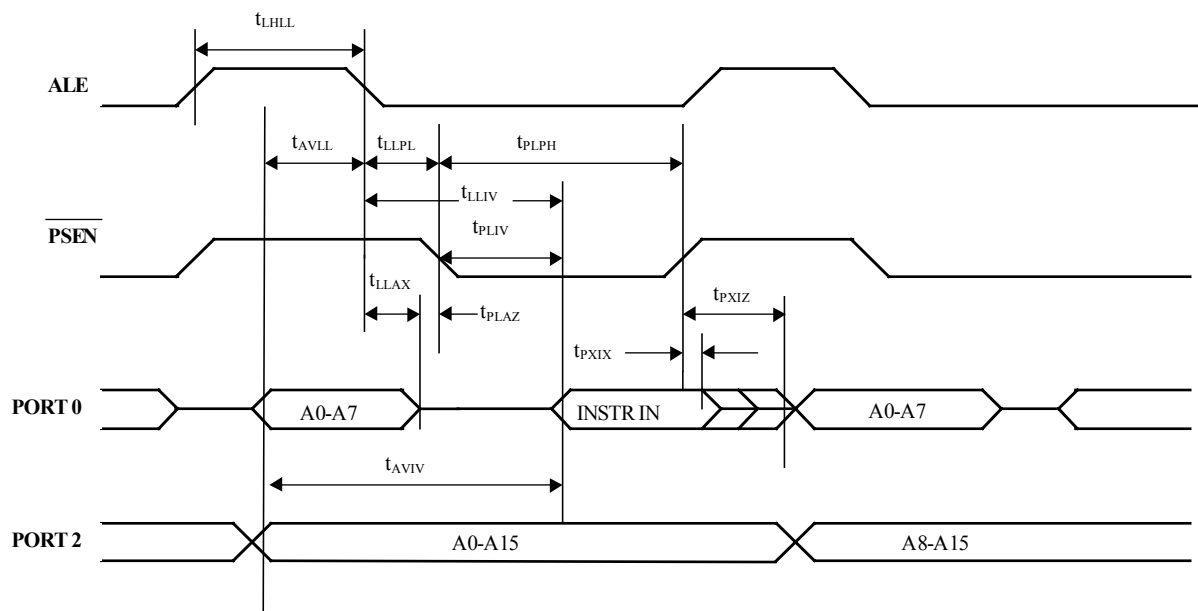 tLHLL
ALE
tAVLL tLLPL tPLPH
tLLIV
PSEN
tPLIV
tLLAX
tPLAZ
tPXIZ
tPXIX
PORT 0
A0-A7
INSTR IN
A0-A7
tAVIV
PORT 2
A0-A15
A8-A15